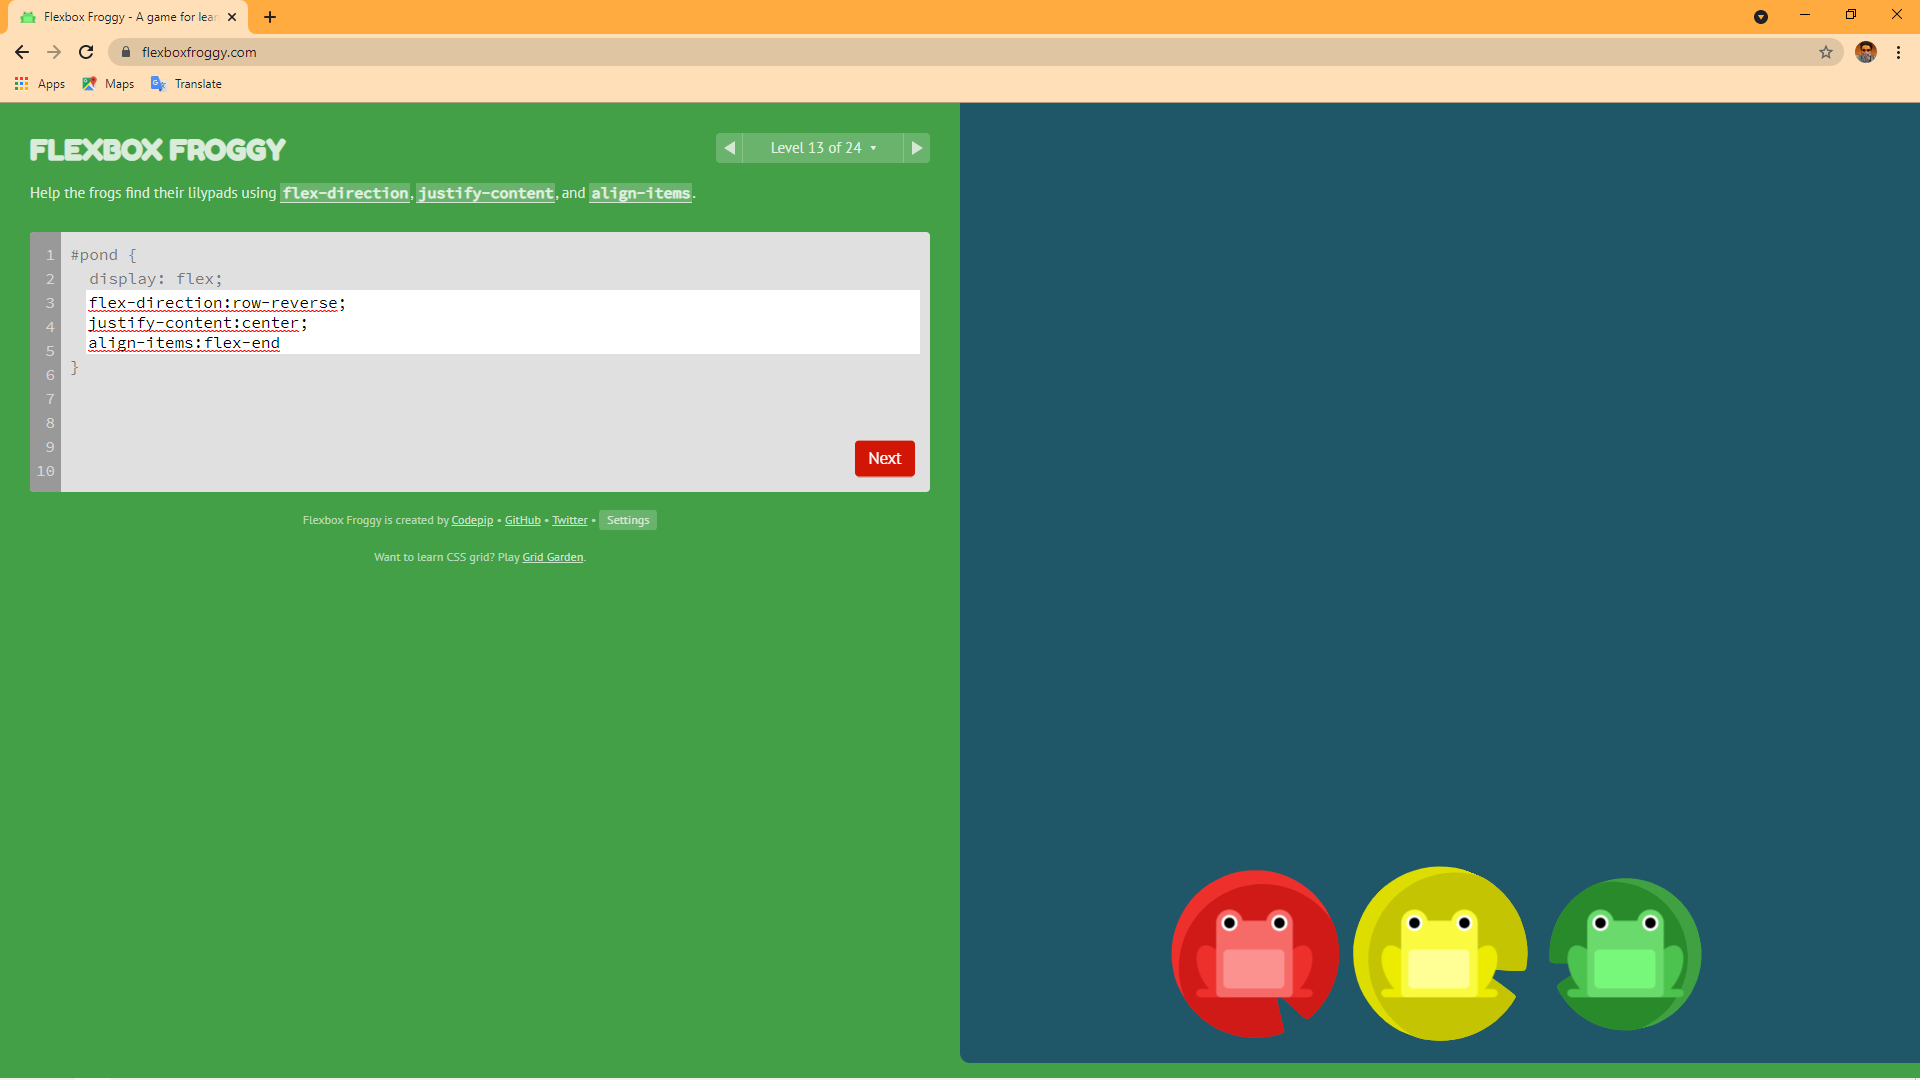 Flexbox Froggy - A game for lear
flexboxfroggy.com
Apps Maps Translate
FLEXBOX FROGGY
Level 13 of 24
Help the frogs find their lilypads using flex-direction, justify-content, and align-items.
1 #pond {
2 display: flex;
3 flex-direction:row-reverse;
4 justify-content:center;
5 align-items:flex-end
6 }
7
8
9
10
Next
Flexbox Froggy is created by Codepip • GitHub • Twitter • Settings
Want to learn CSS grid? Play Grid Garden.